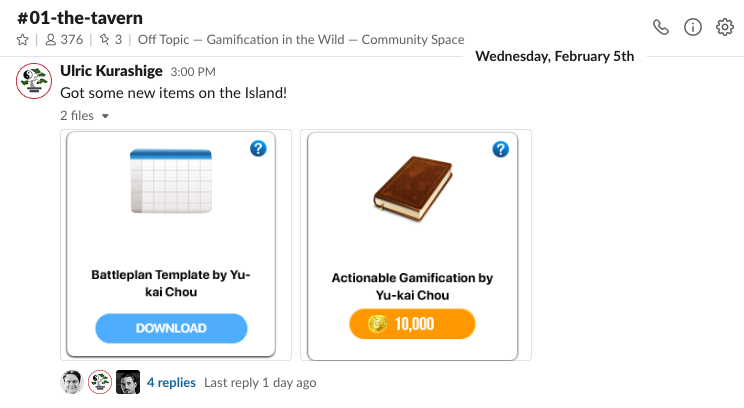 #01-the-tavern
376 | 3 | Off Topic — Gamification in the Wild — Community Space
Wednesday, February 5th
Ulric Kurashige 3:00 PM
Got some new items on the Island!
2 files
?
Battleplan Template by Yu-
kai Chou
DOWNLOAD
?
Actionable Gamification by
Yu-kai Chou
10,000
4 replies Last reply 1 day ago